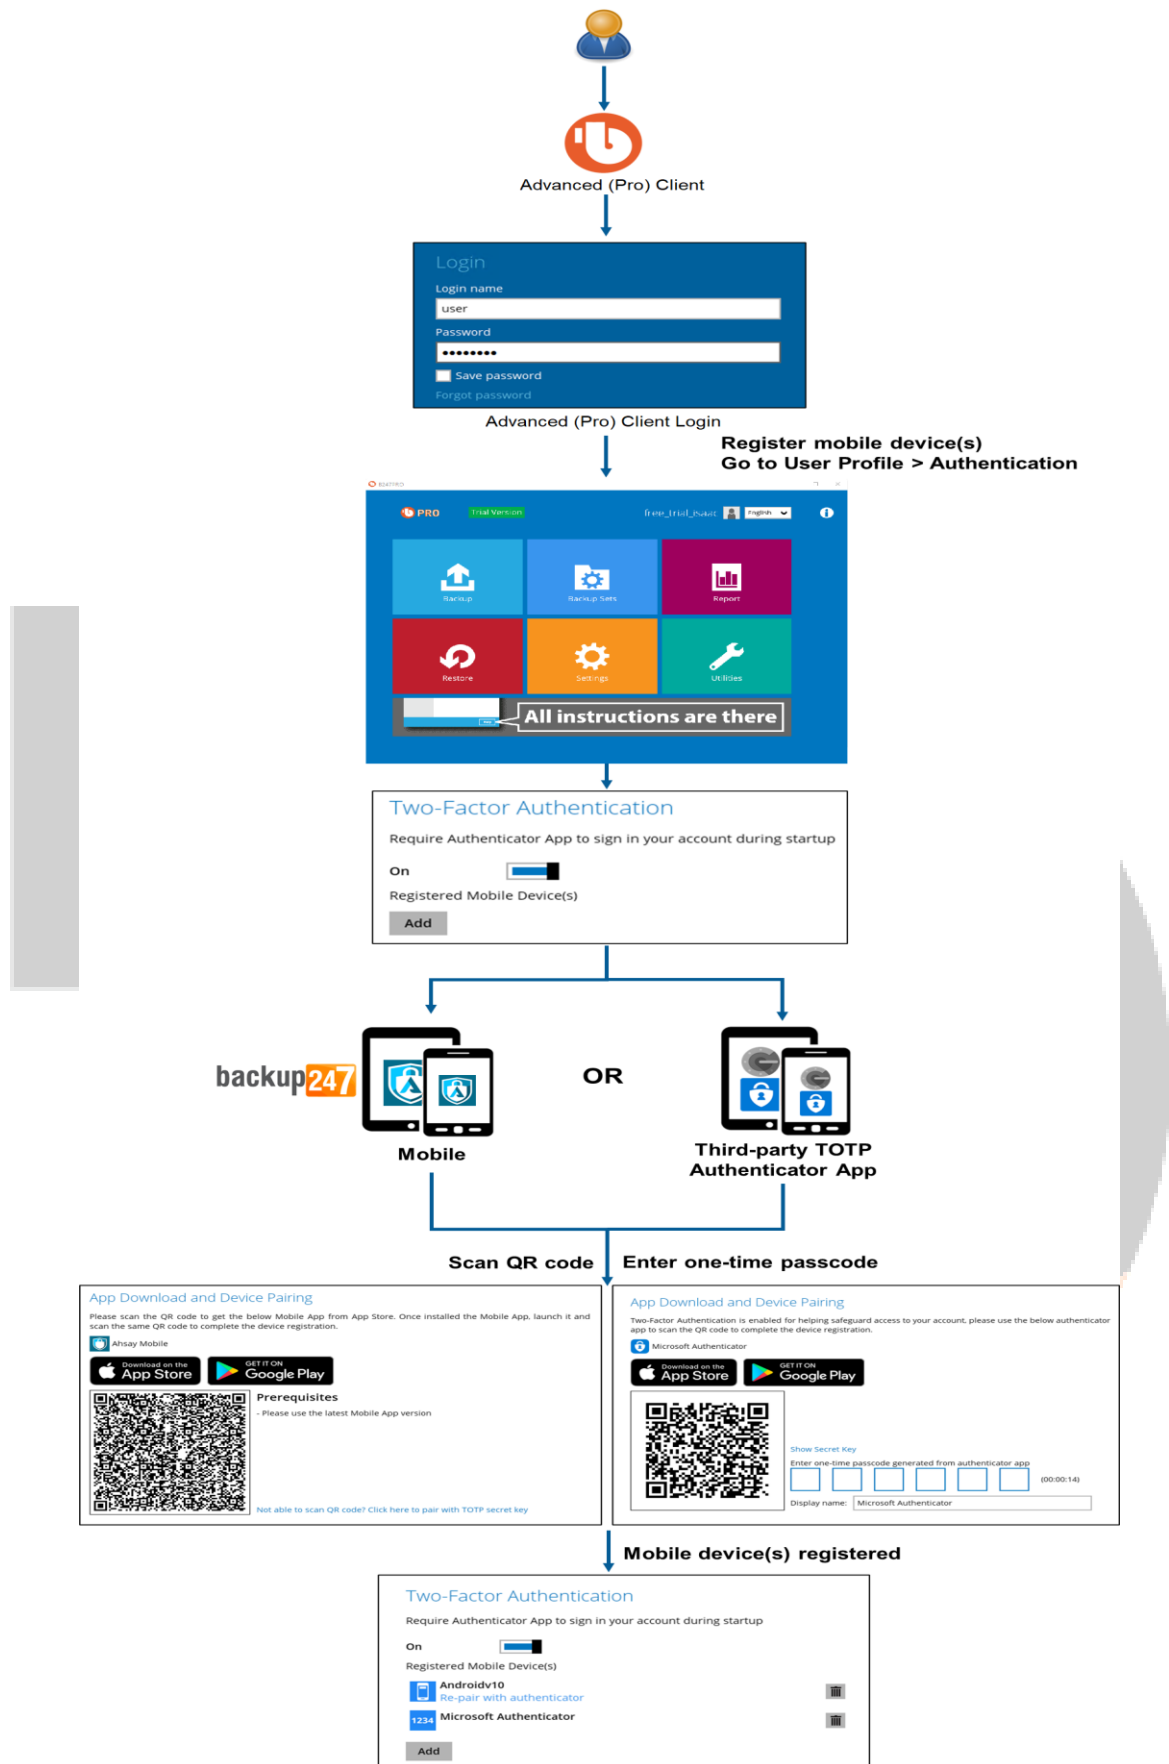 Advanced (Pro) Client
Login
Login name
user
Password
Save password
Forgot password
Advanced (Pro) Client Login
Register mobile device(s)
Go to User Profile > Authentication
B247PRO
PRO
Trial Version
free_trial_isaac
English
Backup
Backup Sets
Report
Restore
Settings
Utilities
All instructions are there
Two-Factor Authentication
Require Authenticator App to sign in your account during startup
On
Registered Mobile Device(s)
Add
backup247
OR
Mobile
Third-party TOTP
Authenticator App
Scan QR code
Enter one-time passcode
App Download and Device Pairing
Please scan the QR code to get the below Mobile App from App Store. Once installed the Mobile App, launch it and
scan the same QR code to complete the device registration.
Ahsay Mobile
Download on the
App Store
GET IT ON
Google Play
Prerequisites
- Please use the latest Mobile App version
Not able to scan QR code? Click here to pair with TOTP secret key
App Download and Device Pairing
Two-Factor Authentication is enabled for helping safeguard access to your account, please use the below authenticator
app to scan the QR code to complete the device registration.
Microsoft Authenticator
Download on the
App Store
GET IT ON
Google Play
Show Secret Key
Enter one-time passcode generated from authenticator app
(00:00:14)
Display name: Microsoft Authenticator
Mobile device(s) registered
Two-Factor Authentication
Require Authenticator App to sign in your account during startup
On
Registered Mobile Device(s)
Androidv10
Re-pair with authenticator
1234
Microsoft Authenticator
Add